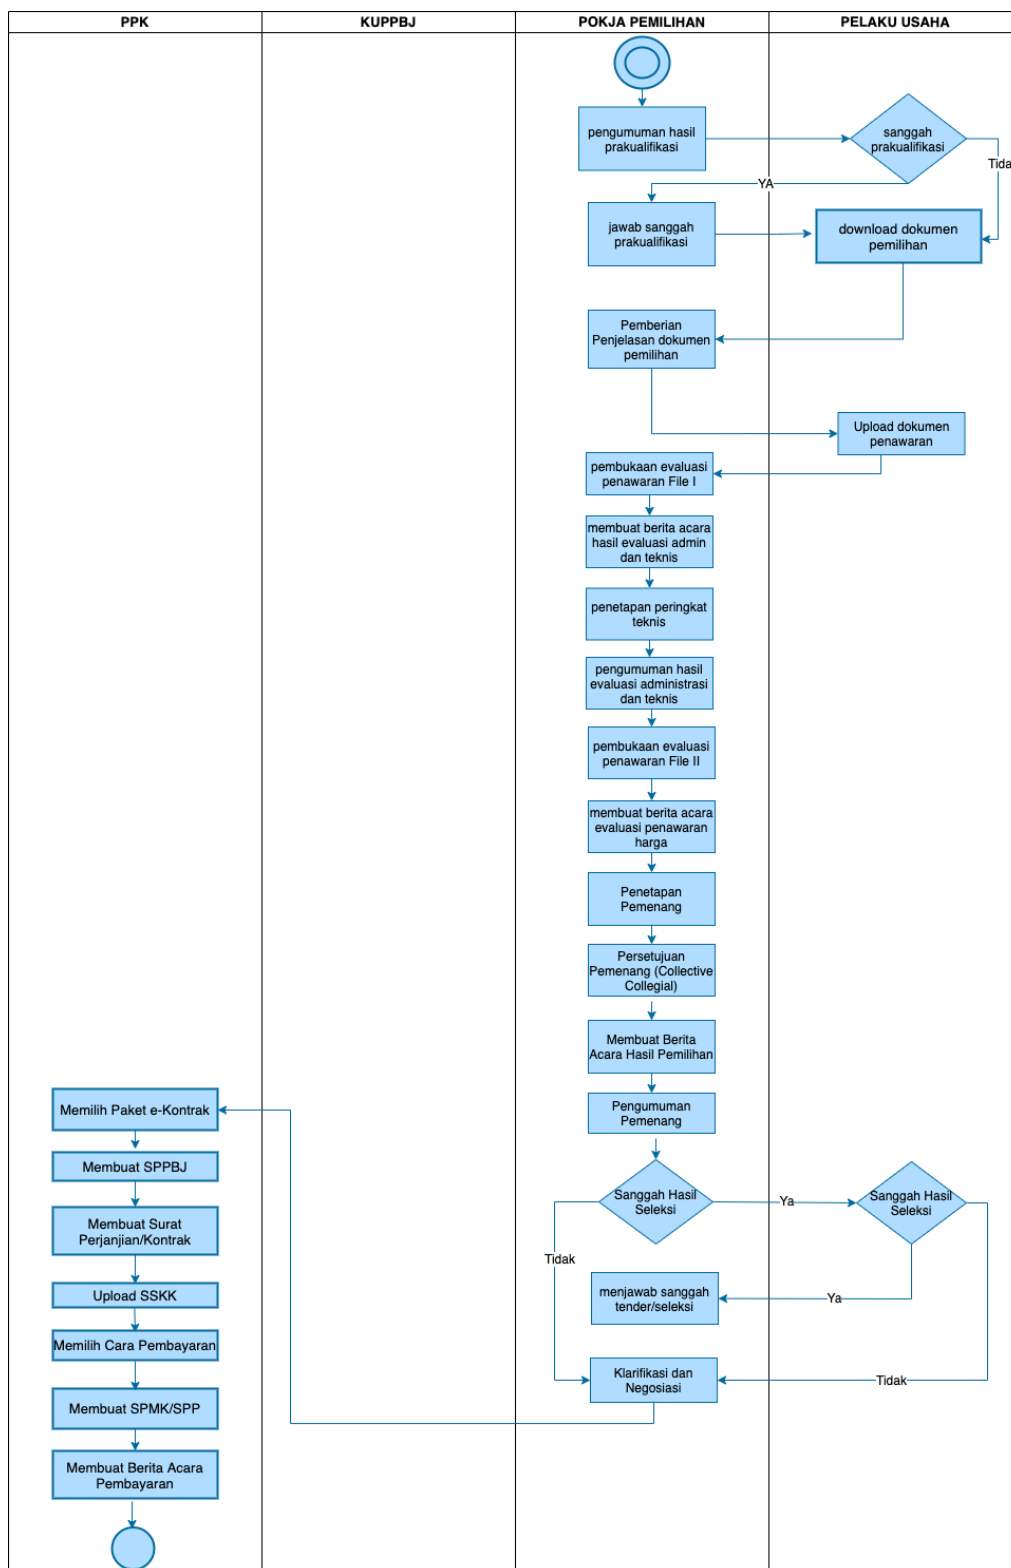 PPK
KUPPBJ
POKJA PEMILIHAN
PELAKU USAHA
pengumuman hasil
prakualifikasi
sanggah
prakualifikasi
Tida
YA
jawab sanggah
prakualifikasi
download dokumen
pemilihan
Pemberian
Penjelasan dokumen
pemilihan
Upload dokumen
penawaran
pembukaan evaluasi
penawaran File I
membuat berita acara
hasil evaluasi admin
dan teknis
penetapan peringkat
teknis
pengumuman hasil
evaluasi administrasi
dan teknis
pembukaan evaluasi
penawaran File II
membuat berita acara
evaluasi penawaran
harga
Penetapan
Pemenang
Persetujuan
Pemenang (Collective
Collegial)
Membuat Berita
Acara Hasil Pemilihan
Pengumuman
Pemenang
Sanggah Hasil
Seleksi
Ya
Sanggah Hasil
Seleksi
Tidak
menjawab sanggah
tender/seleksi
Ya
Klarifikasi dan
Negosiasi
Tidak
Memilih Paket e-Kontrak
Membuat SPPBJ
Membuat Surat
Perjanjian/Kontrak
Upload SSKK
Memilih Cara Pembayaran
Membuat SPMK/SPP
Membuat Berita Acara
Pembayaran